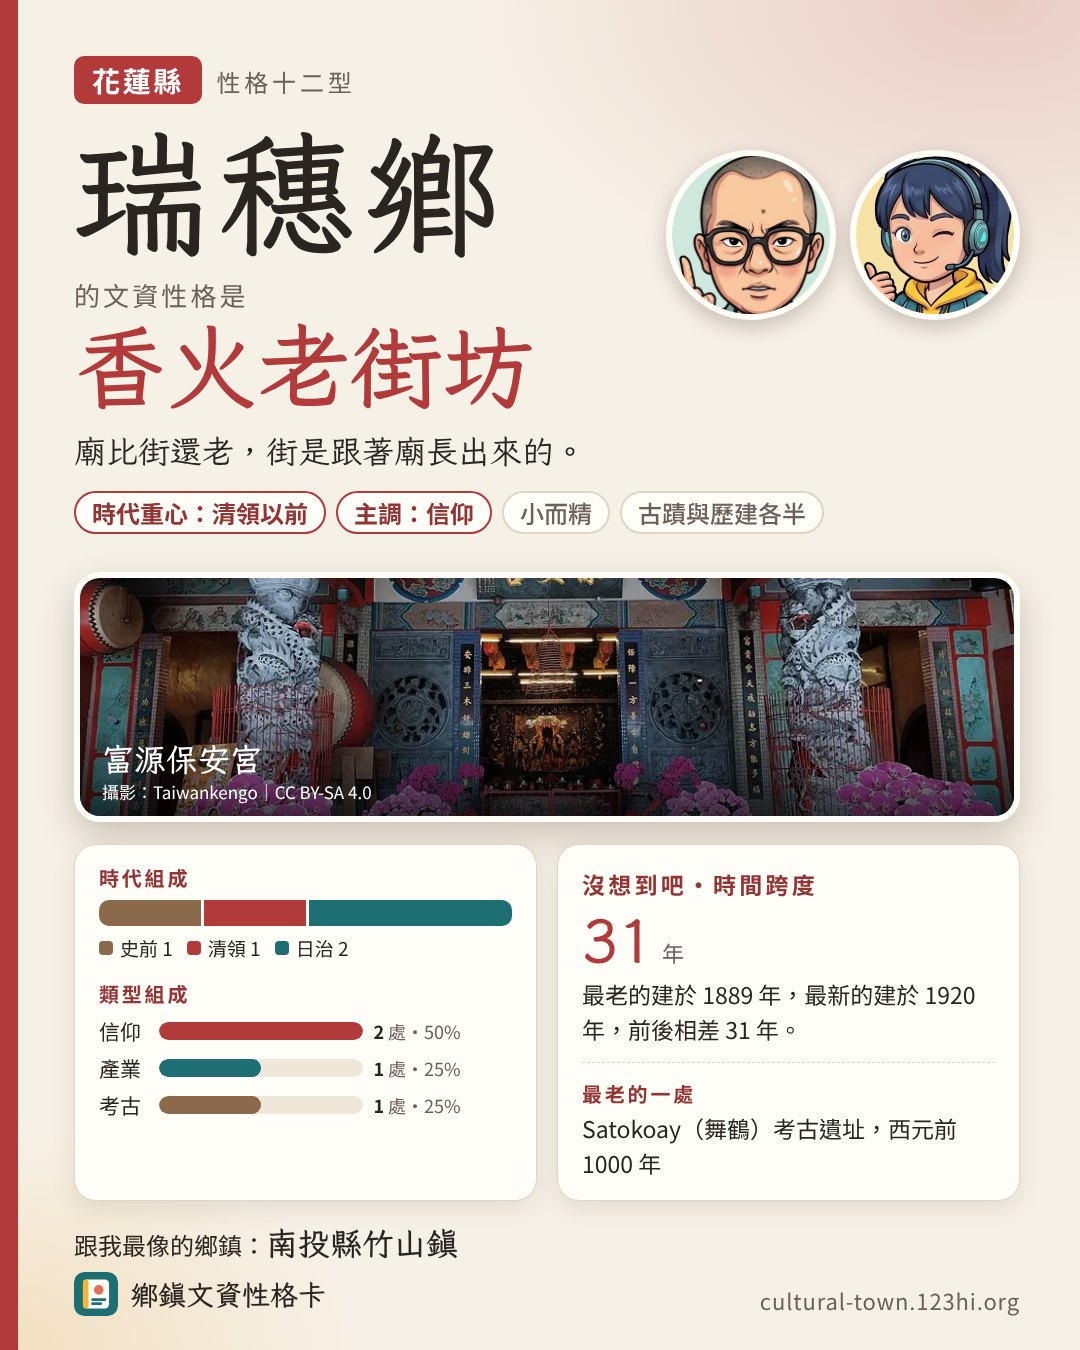 花蓮縣 性格十二型
瑞穗鄉
的文資性格是
香火老街坊
廟比街還老，街是跟著廟長出來的。
時代重心：清領以前 主調：信仰 小而精 古蹟與歷建各半
富源保安宮
攝影：Taiwankengo｜CC BY-SA 4.0
時代組成
史前 1 清領 1 日治 2
類型組成
信仰 2 處・50%
產業 1 處・25%
考古 1 處・25%
沒想到吧・時間跨度
31 年
最老的建於 1889 年，最新的建於 1920
年，前後相差 31 年。
最老的一處
Satokoay（舞鶴）考古遺址，西元前
1000 年
跟我最像的鄉鎮：南投縣竹山鎮
鄉鎮文資性格卡
cultural-town.123hi.org